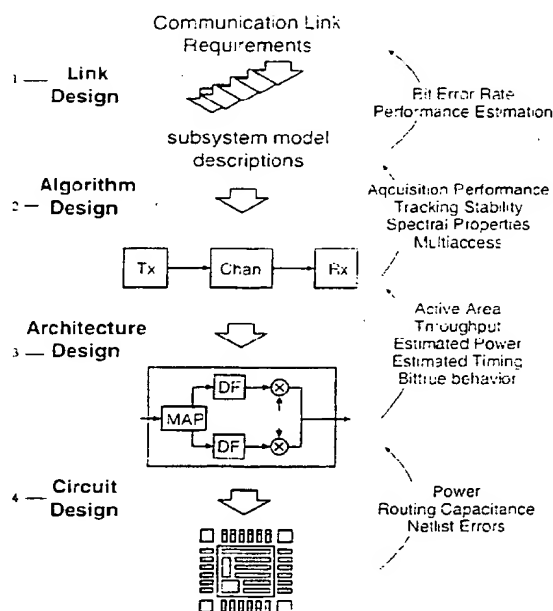 Communication Link
Requirements
1 — Link
Design
Bit Error Rate
Performance Estimation
subsystem model
descriptions
2 — Algorithm
Design
Aqcuisition Performance
Tracking Stability
Spectral Properties
Multiaccess
Tx
Chan
Rx
3 — Architecture
Design
Active Area
Throughput
Estimated Power
Estimated Timing
Bittrue behavior
MAP
DF
DF
4 — Circuit
Design
Power
Routing Capacitance
Netlist Errors